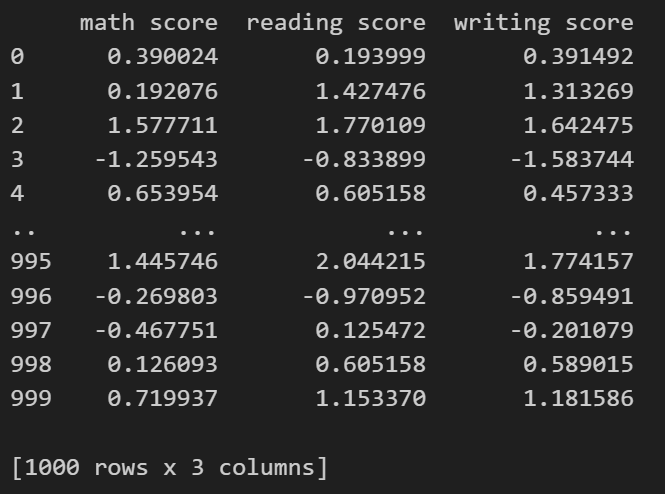 math score reading score writing score
0 0.390024 0.193999 0.391492
1 0.192076 1.427476 1.313269
2 1.577711 1.770109 1.642475
3 -1.259543 -0.833899 -1.583744
4 0.653954 0.605158 0.457333
.. ... ... ...
995 1.445746 2.044215 1.774157
996 -0.269803 -0.970952 -0.859491
997 -0.467751 0.125472 -0.201079
998 0.126093 0.605158 0.589015
999 0.719937 1.153370 1.181586
[1000 rows x 3 columns]